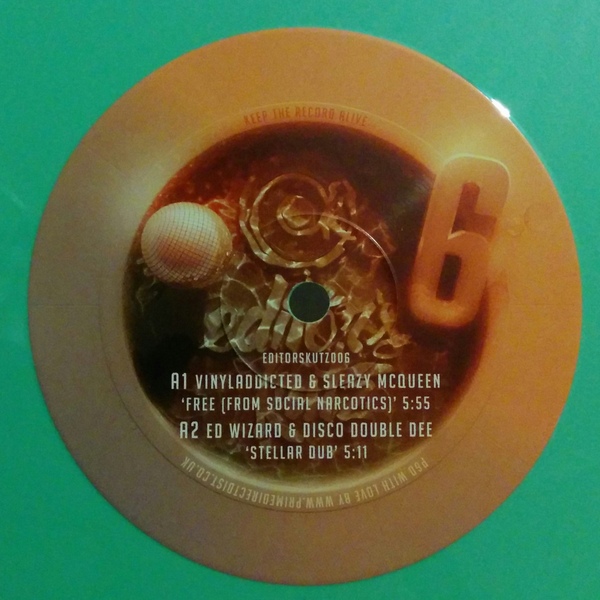 KEEP THE RECORD ALIVE
6
editors
EDITORSKUTZ006
A1 VINYLADDICTED & SLEAZY MCQUEEN
'FREE (FROM SOCIAL NARCOTICS)' 5:55
A2 ED WIZARD & DISCO DOUBLE DEE
'STELLAR DUB' 5:11
P&D WITH LOVE BY WWW.PRIMEDIRECTDIST.CO.UK